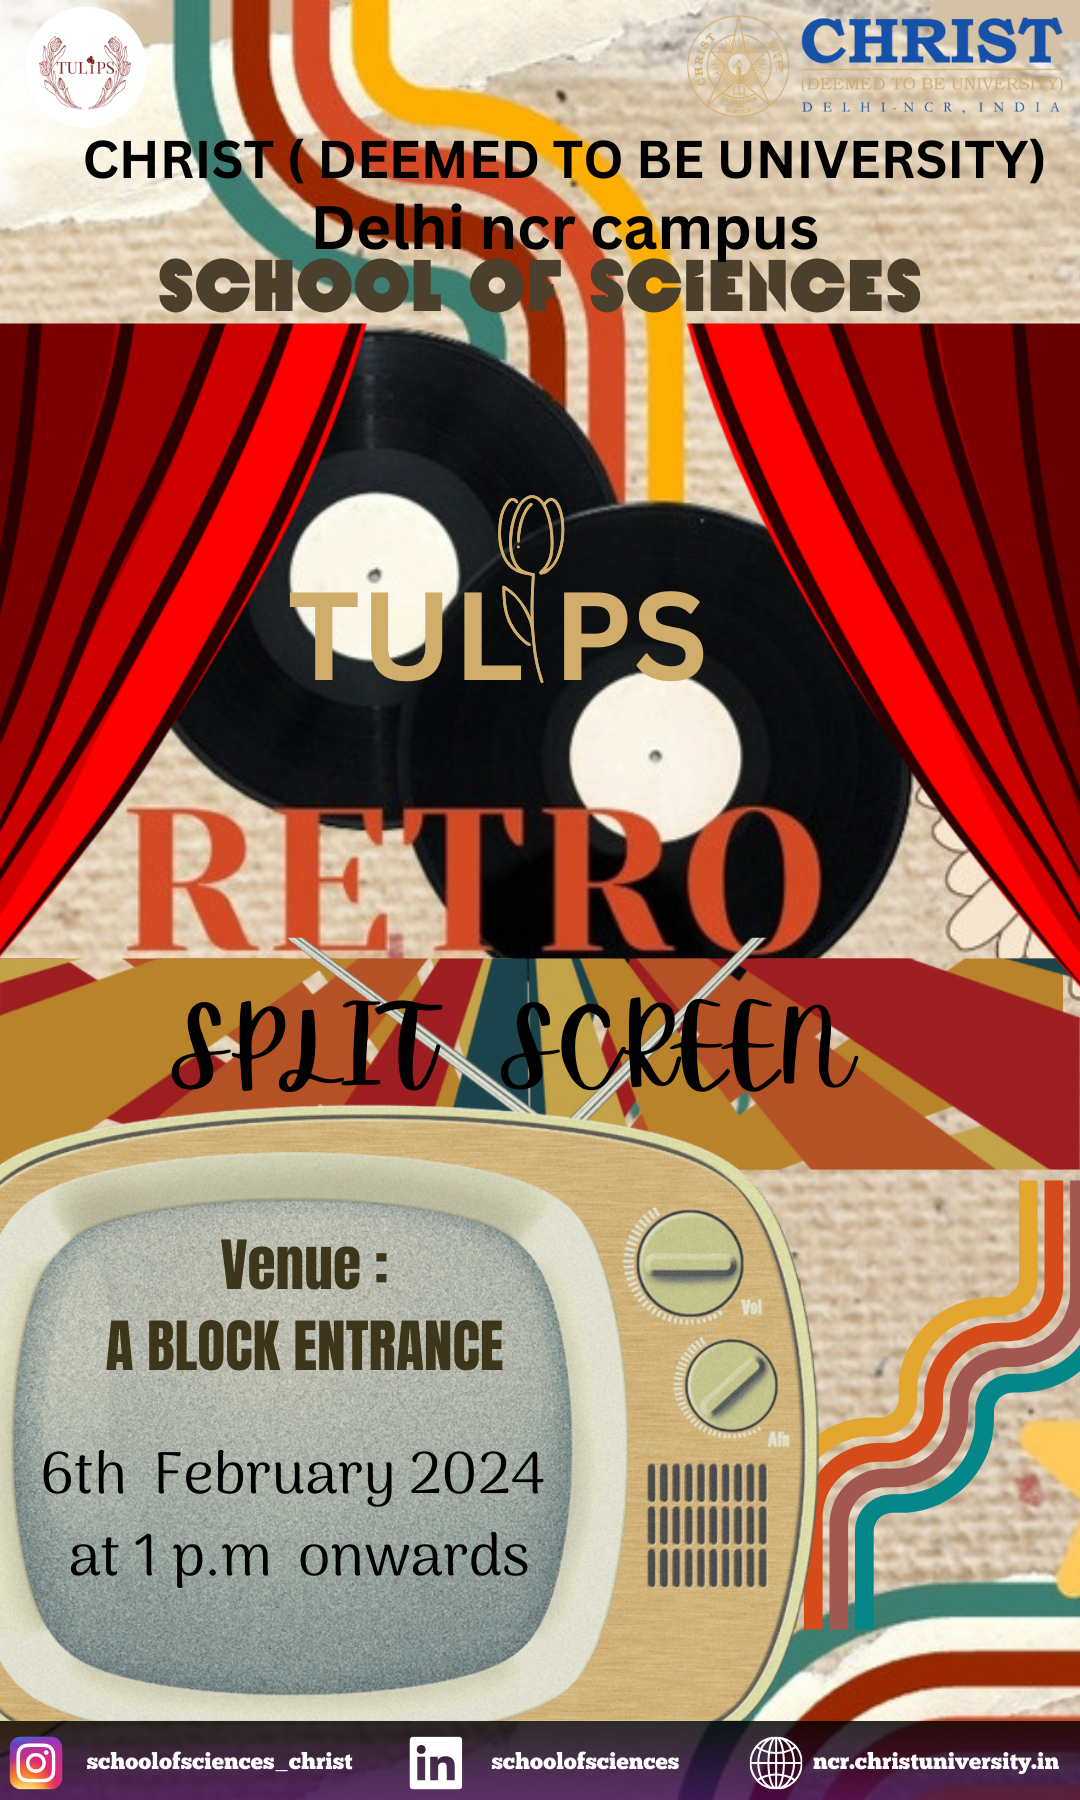 TULIPS
CHRIST
(DEEMED TO BE UNIVERSITY)
DELHI-NCR, INDIA
CHRIST ( DEEMED TO BE UNIVERSITY)
Delhi ncr campus
SCHOOL OF SCiENCES
TULIPS
RETRO
SPLIT SCREEN
Venue :
A BLOCK ENTRANCE
6th February 2024
at 1 p.m onwards
Vol
schoolofsciences_christ
schoolofsciences
ncr.christuniversity.in